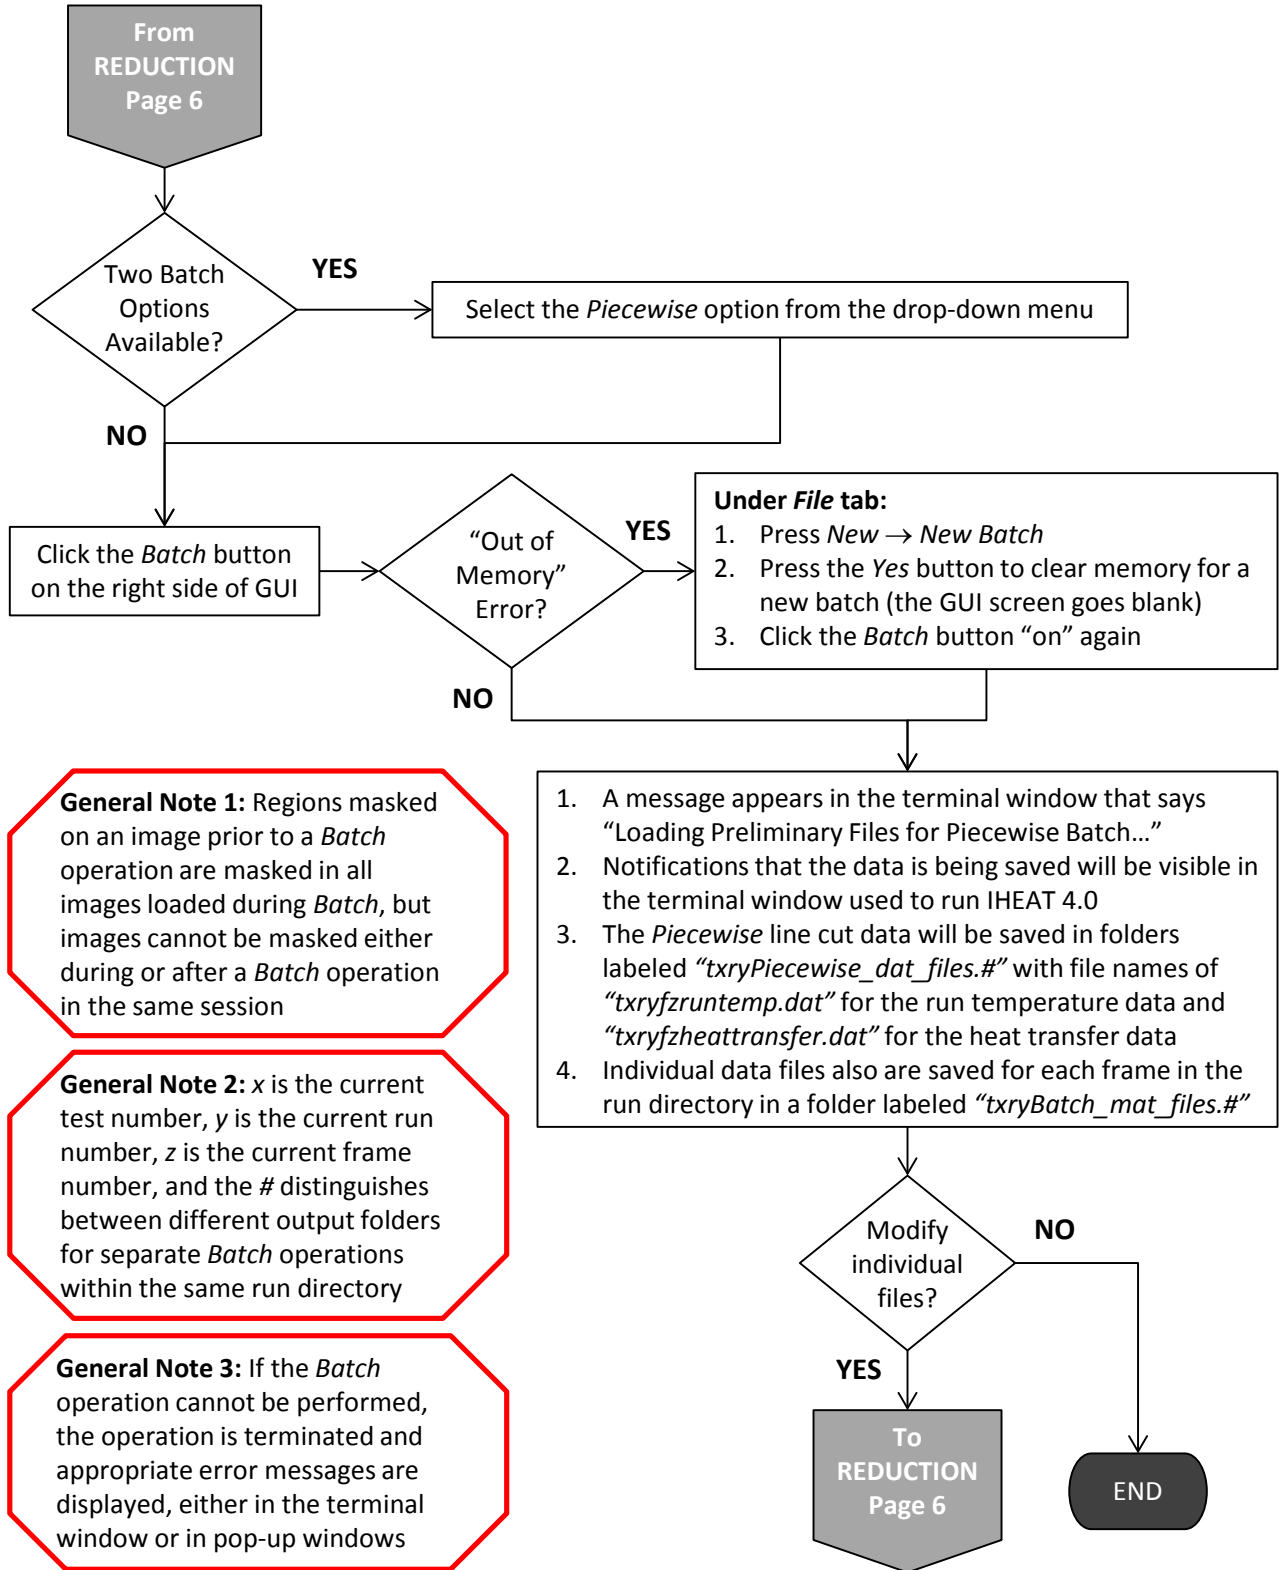 From
REDUCTION
Page 6
Two Batch
Options
Available?
YES
Select the Piecewise option from the drop-down menu
NO
Click the Batch button
on the right side of GUI
“Out of
Memory”
Error?
YES
Under File tab:
1. Press New → New Batch
2. Press the Yes button to clear memory for a
new batch (the GUI screen goes blank)
3. Click the Batch button “on” again
NO
General Note 1: Regions masked
on an image prior to a Batch
operation are masked in all
images loaded during Batch, but
images cannot be masked either
during or after a Batch operation
in the same session
1. A message appears in the terminal window that says
“Loading Preliminary Files for Piecewise Batch…”
2. Notifications that the data is being saved will be visible in
the terminal window used to run IHEAT 4.0
3. The Piecewise line cut data will be saved in folders
labeled “txryPiecewise_dat_files.#” with file names of
“txryfzruntemp.dat” for the run temperature data and
“txryfzheattransfer.dat” for the heat transfer data
4. Individual data files also are saved for each frame in the
run directory in a folder labeled “txryBatch_mat_files.#”
General Note 2: x is the current
test number, y is the current run
number, z is the current frame
number, and the # distinguishes
between different output folders
for separate Batch operations
within the same run directory
Modify
individual
files?
NO
YES
General Note 3: If the Batch
operation cannot be performed,
the operation is terminated and
appropriate error messages are
displayed, either in the terminal
window or in pop-up windows
To
REDUCTION
Page 6
END